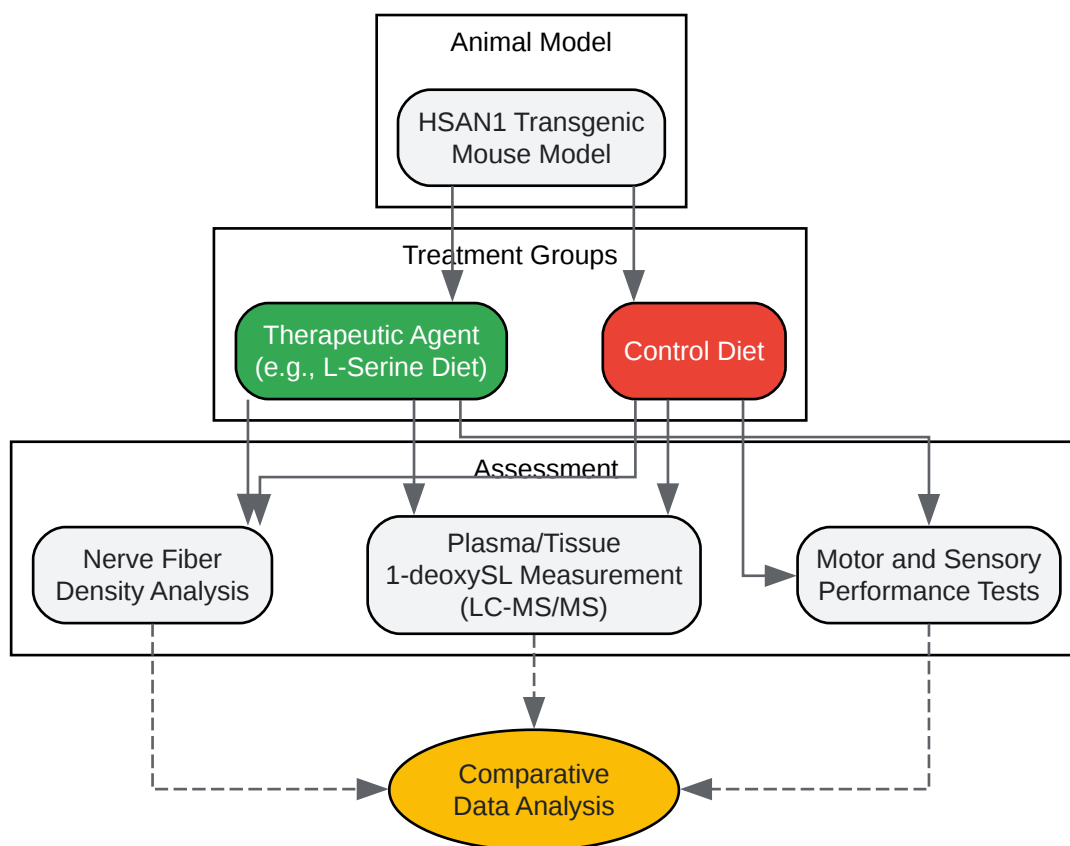 Animal Model
HSAN1 Transgenic
Mouse Model
Treatment Groups
Therapeutic Agent
(e.g., L-Serine Diet)
Control Diet
Assessment
Nerve Fiber
Density Analysis
Plasma/Tissue
1-deoxySL Measurement
(LC-MS/MS)
Motor and Sensory
Performance Tests
Comparative
Data Analysis